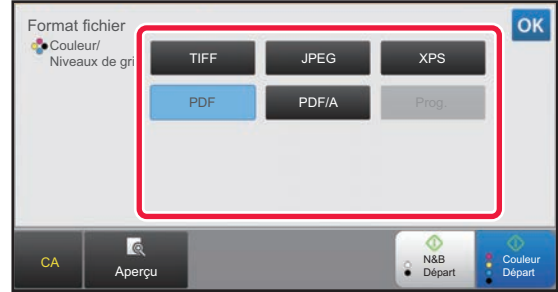 Format fichier
OK
Couleur/
Niveaux de gri
TIFF
JPEG
XPS
PDF
PDF/A
Prog.
CA
Aperçu
N&B
Départ
Couleur
Départ